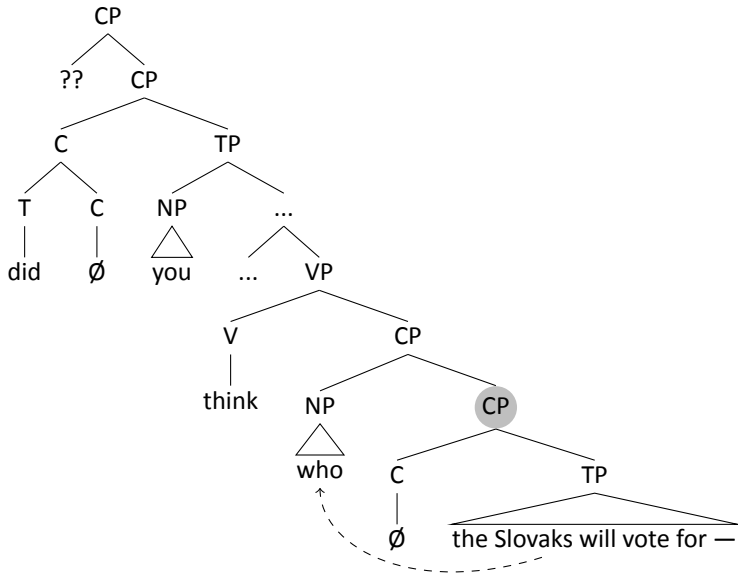 CP
?? CP
C TP
T C NP ...
did Ø you ... VP
V CP
think NP CP
who C TP
Ø the Slovaks will vote for —